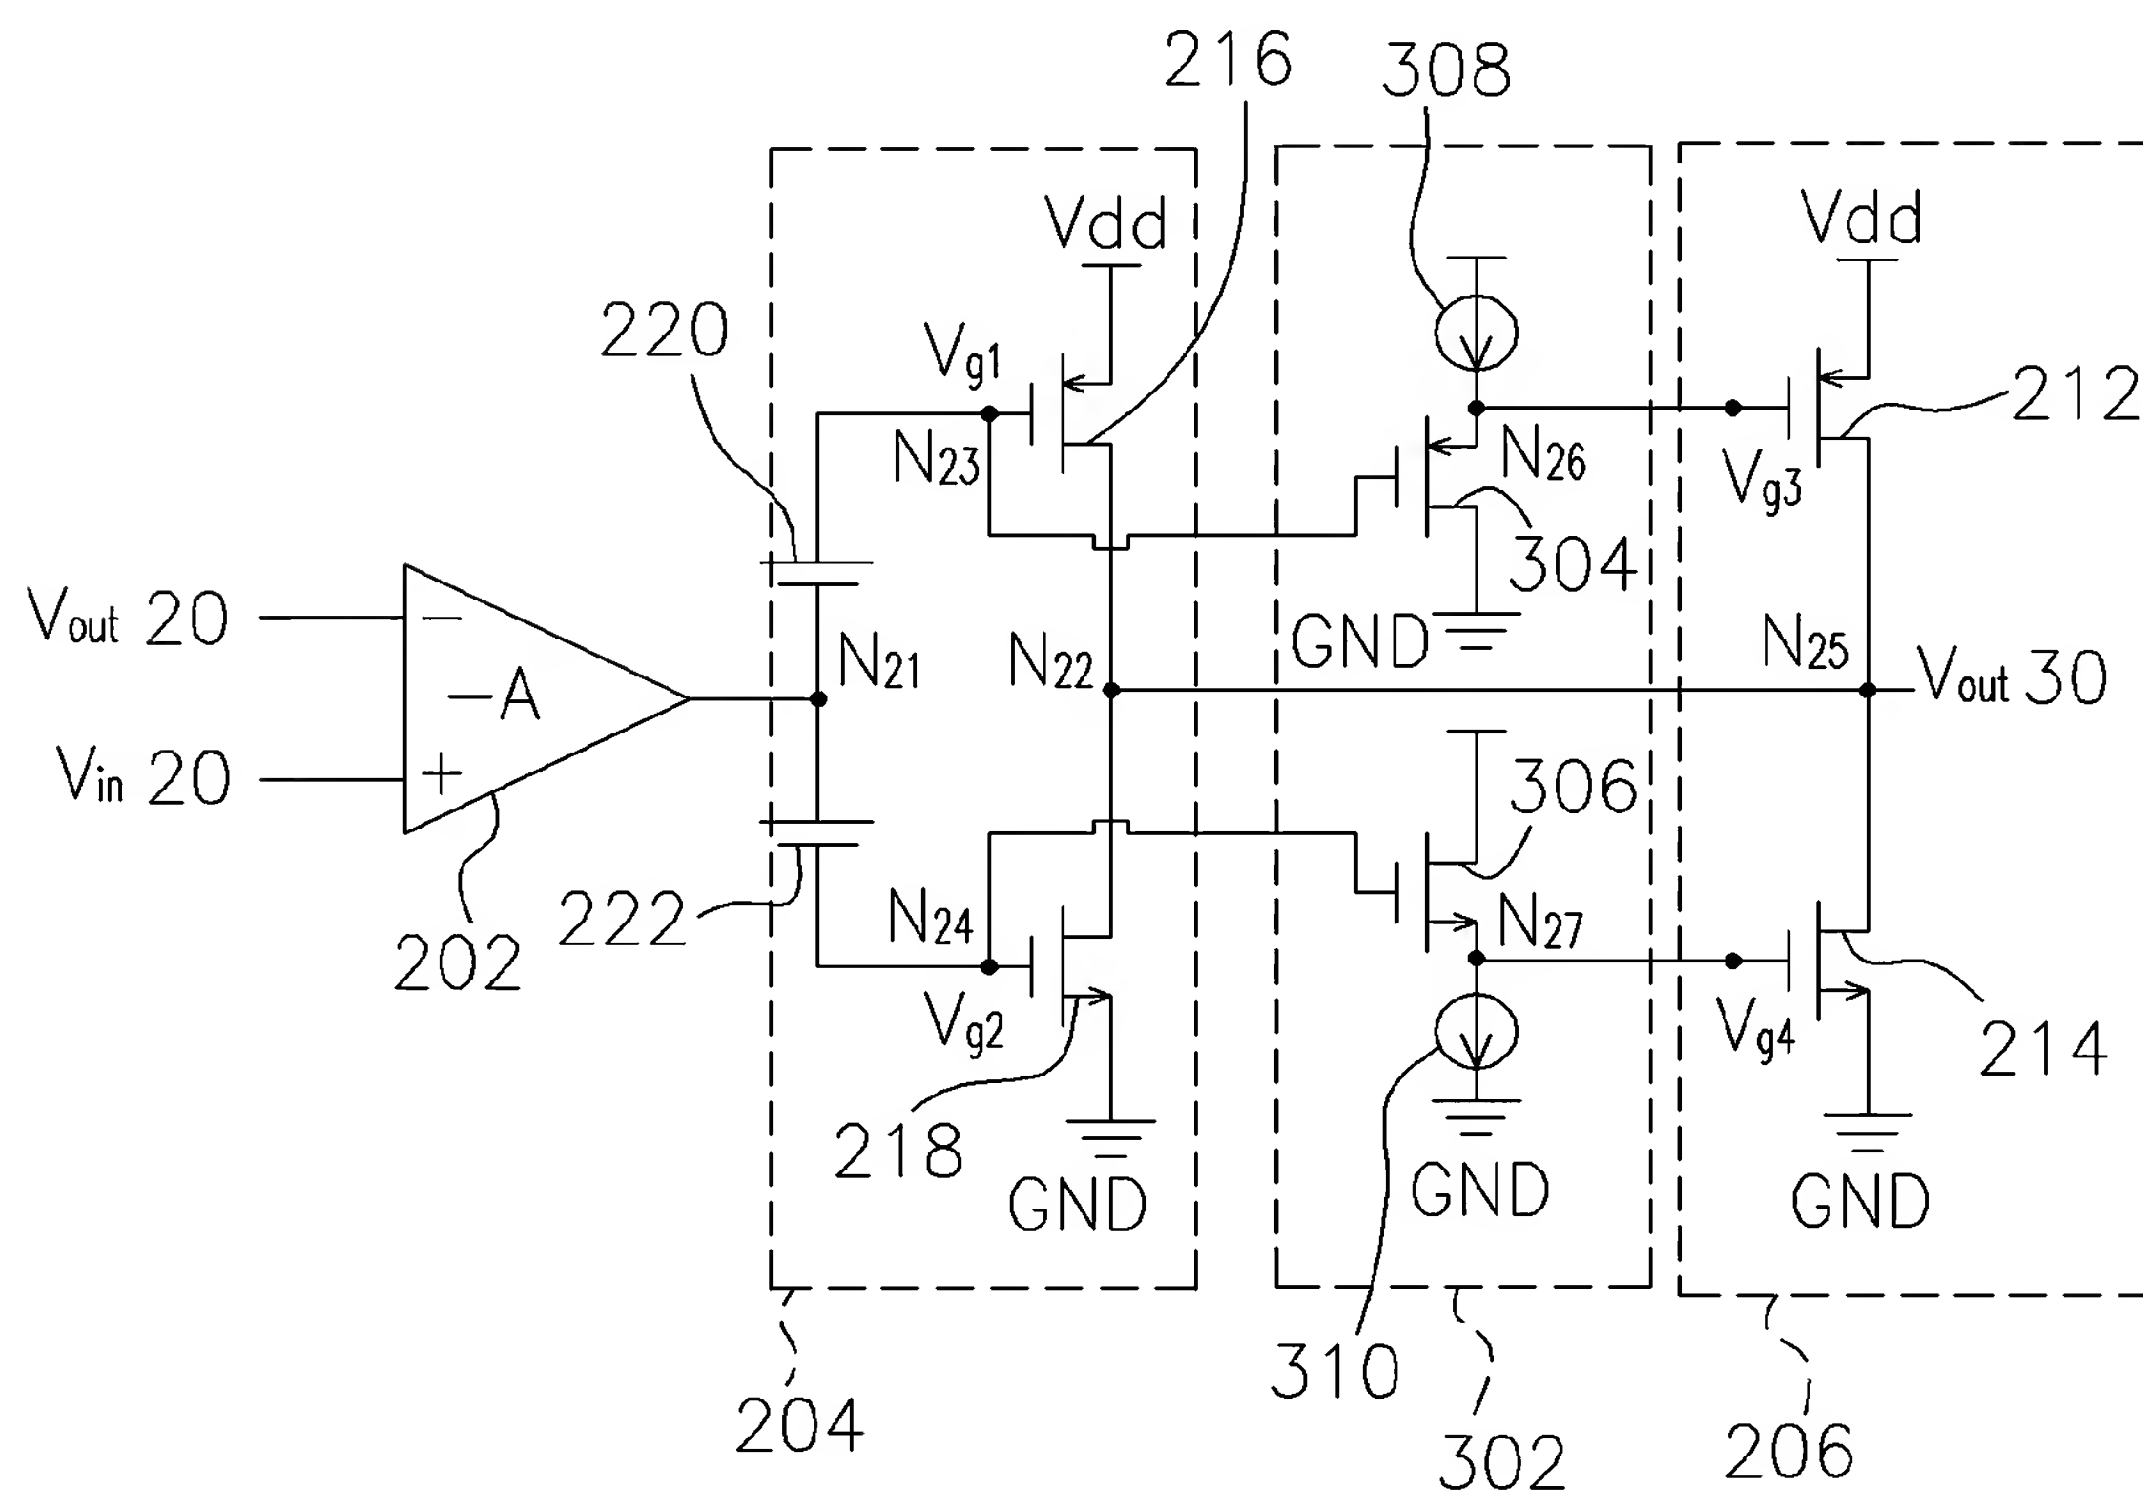 216
308
Vdd
Vdd
220
Vg1
212
N23
N26
Vg3
304
Vout 20
−
GND
N21
N22
N25
−A
Vout 30
Vin 20
+
306
222
N24
N27
202
Vg2
Vg4
214
218
GND
GND
GND
310
204
302
206